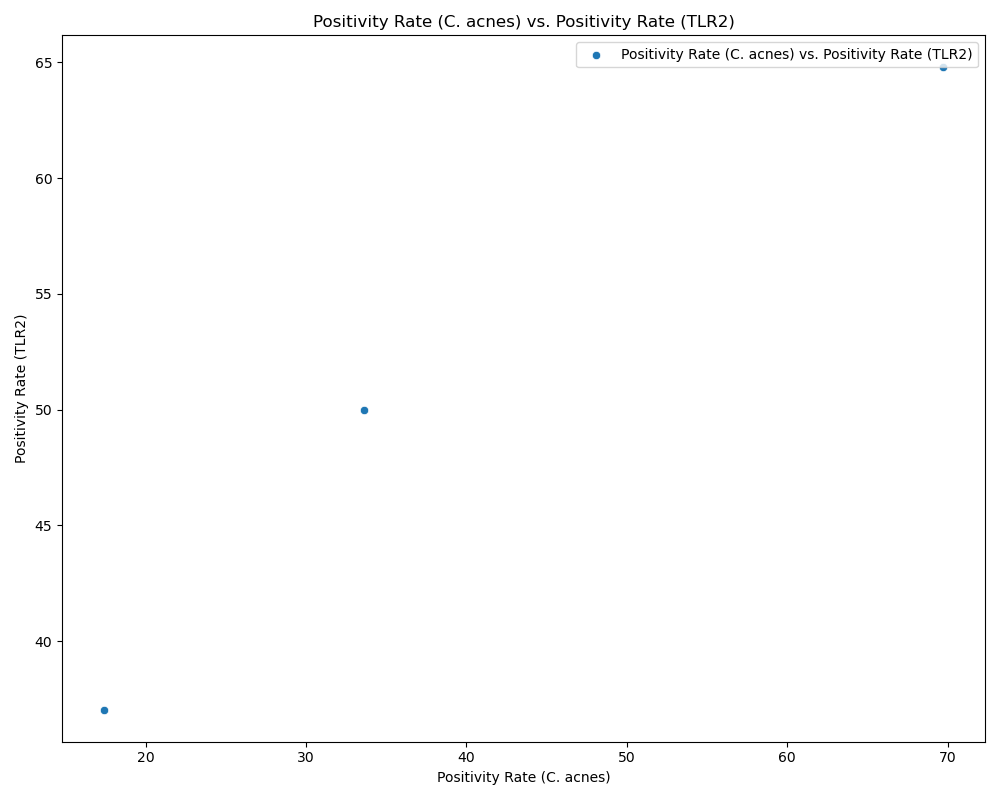 Positivity Rate (C. acnes) vs. Positivity Rate (TLR2)
Positivity Rate (C. acnes) vs. Positivity Rate (TLR2)
65
60
55
50
45
40
Positivity Rate (TLR2)
20 30 40 50 60 70
Positivity Rate (C. acnes)